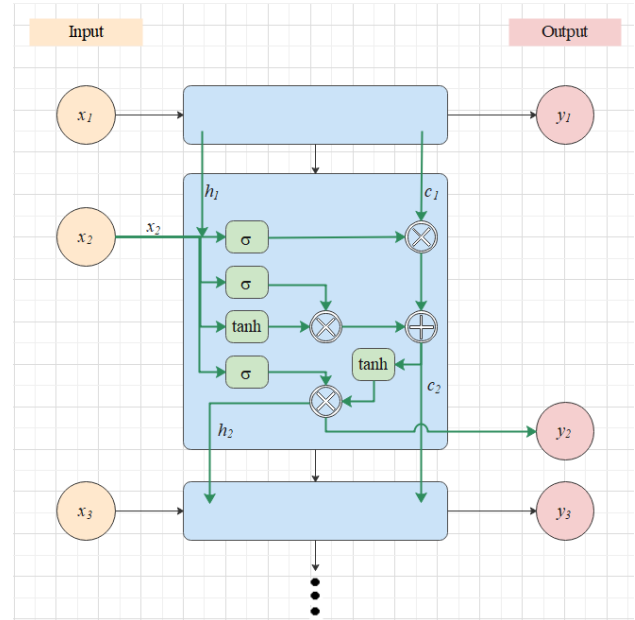 Input
Output
x1
y1
h1
c1
x2
x2
σ
σ
tanh
σ
tanh
c2
h2
y2
x3
y3